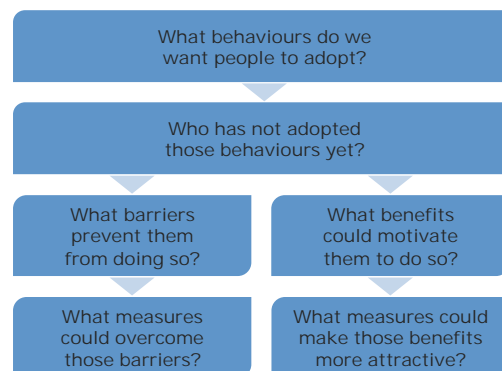 What behaviours do we
want people to adopt?
Who has not adopted
those behaviours yet?
What barriers
prevent them
from doing so?
What benefits
could motivate
them to do so?
What measures
could overcome
those barriers?
What measures could
make those benefits
more attractive?